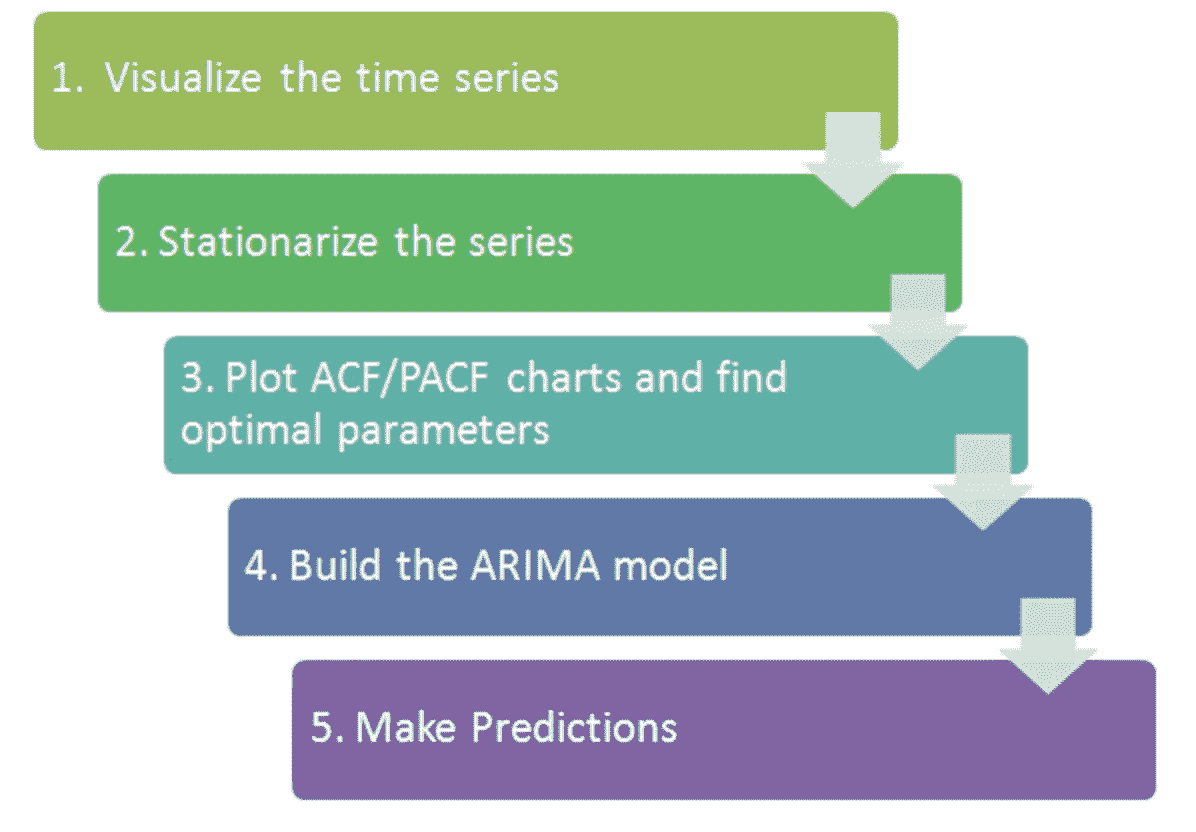 1. Visualize the time series
2. Stationarize the series
3. Plot ACF/PACF charts and find
optimal parameters
4. Build the ARIMA model
5. Make Predictions